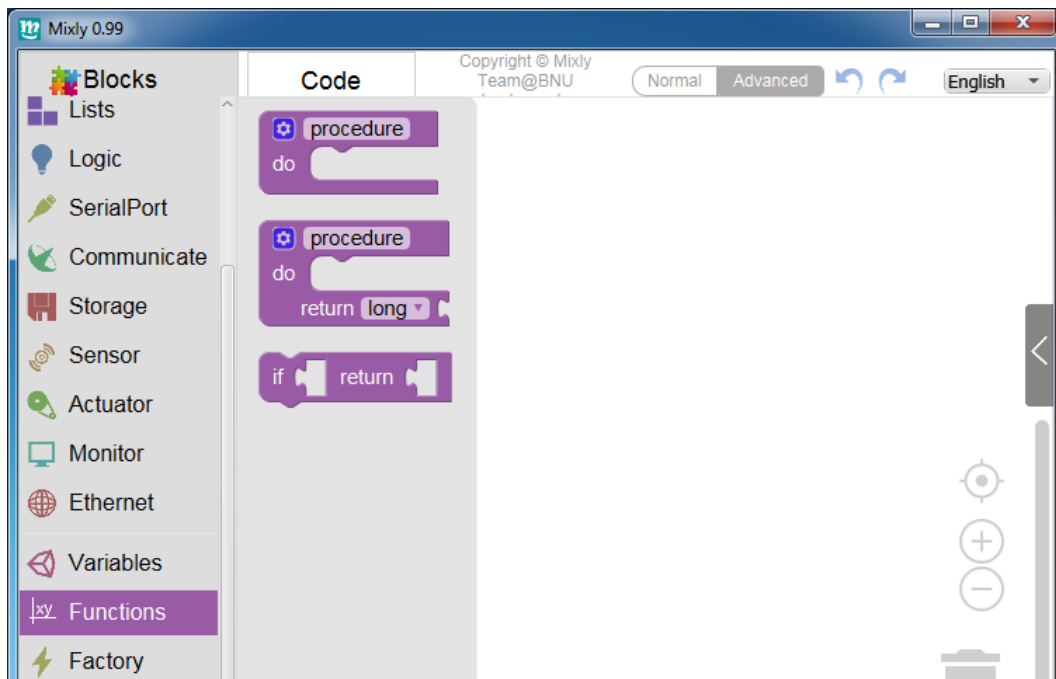 Mixly 0.99
Blocks
Code
Copyright © Mixly
Team@BNU
Normal
Advanced
English
Lists
Logic
SerialPort
Communicate
Storage
Sensor
Actuator
Monitor
Ethernet
Variables
Functions
Factory
procedure
do
procedure
do
return long
if return